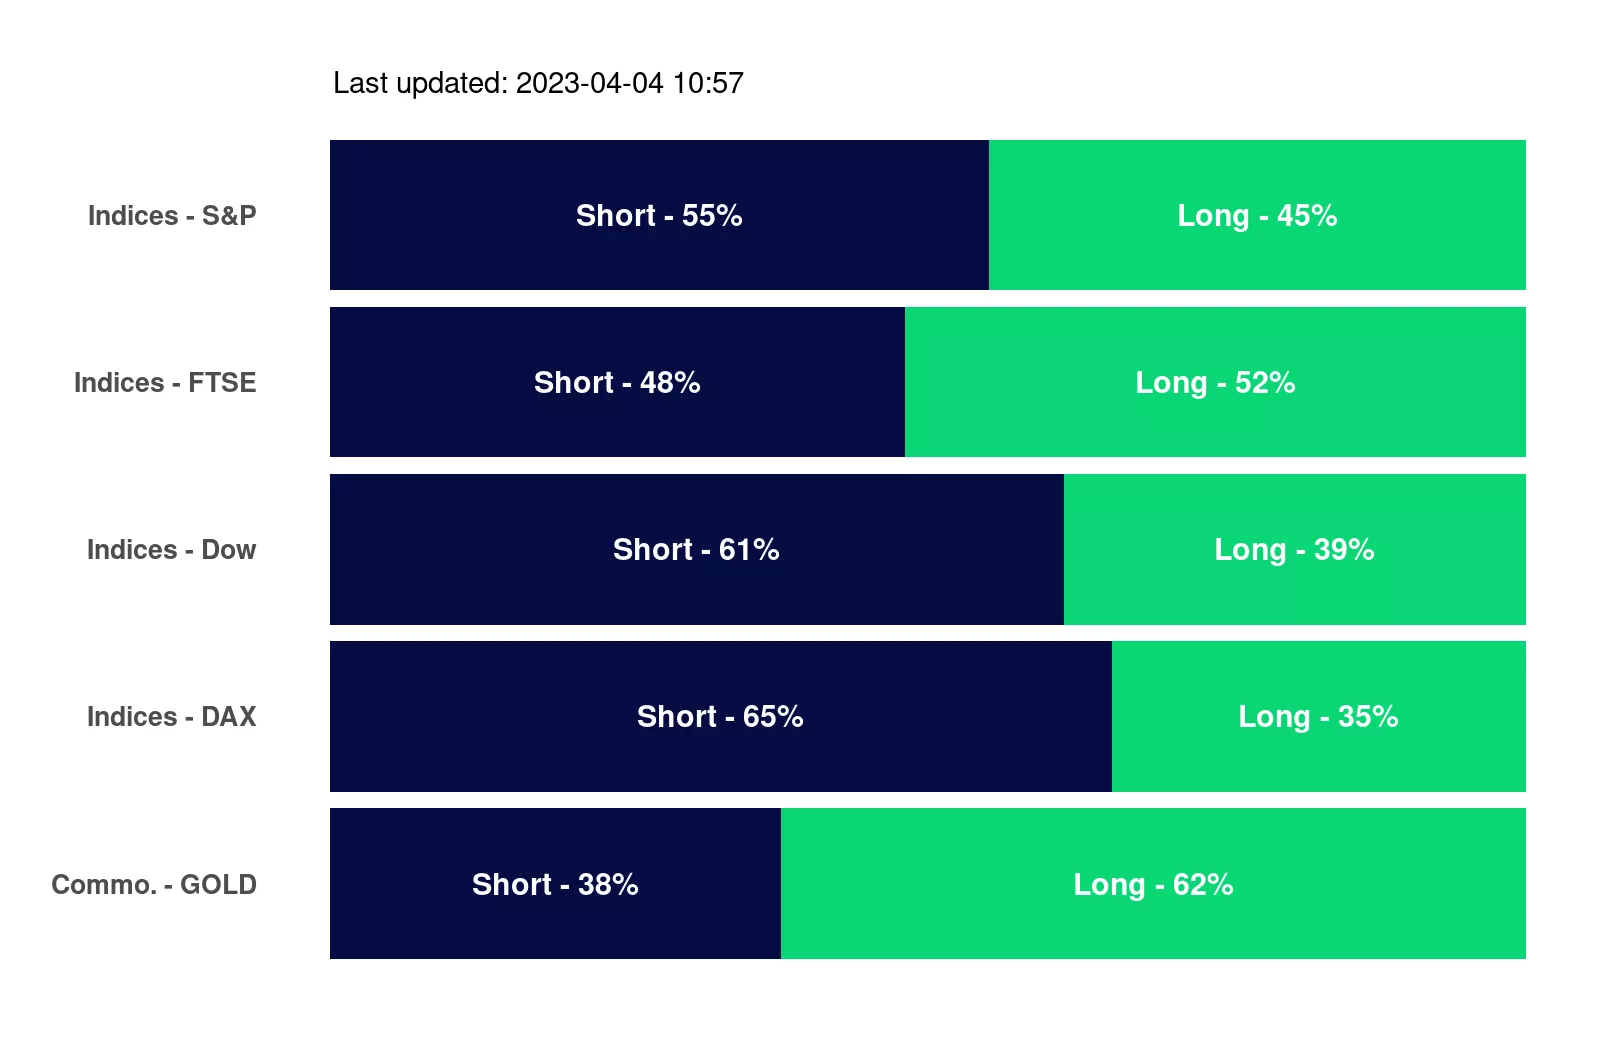 Last updated: 2023-04-04 10:57
Indices - S&P Short - 55% Long - 45%
Indices - FTSE Short - 48% Long - 52%
Indices - Dow Short - 61% Long - 39%
Indices - DAX Short - 65% Long - 35%
Commo. - GOLD Short - 38% Long - 62%